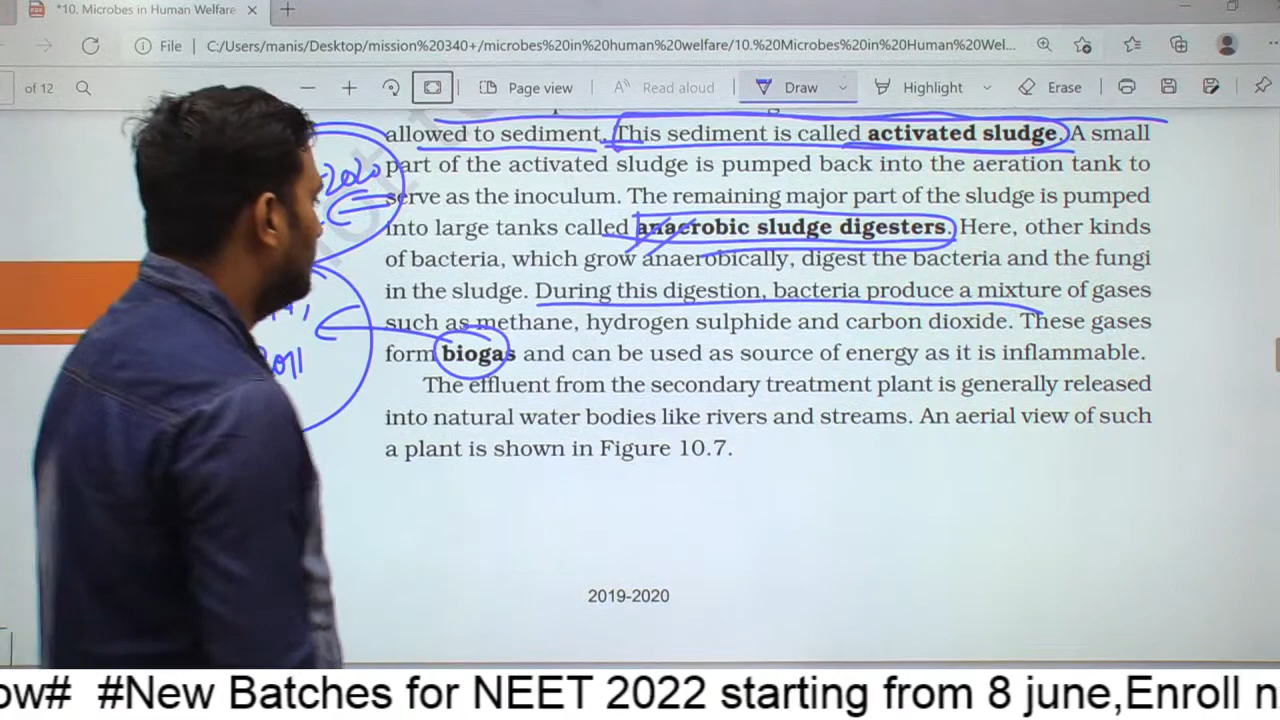 *10. Microbes in Human Welfare
File C:/Users/manis/Desktop/mission%20340+/microbes%20in%20human%20welfare/10.%20Microbes%20in%20Human%20Wel...
of 12 Page view Read aloud Draw Highlight Erase
allowed to sediment. This sediment is called activated sludge. A small
part of the activated sludge is pumped back into the aeration tank to
serve as the inoculum. The remaining major part of the sludge is pumped
into large tanks called anaerobic sludge digesters. Here, other kinds
of bacteria, which grow anaerobically, digest the bacteria and the fungi
in the sludge. During this digestion, bacteria produce a mixture of gases
such as methane, hydrogen sulphide and carbon dioxide. These gases
form biogas and can be used as source of energy as it is inflammable.
The effluent from the secondary treatment plant is generally released
into natural water bodies like rivers and streams. An aerial view of such
a plant is shown in Figure 10.7.
2020
2011
2019-2020
ow# #New Batches for NEET 2022 starting from 8 june,Enroll n